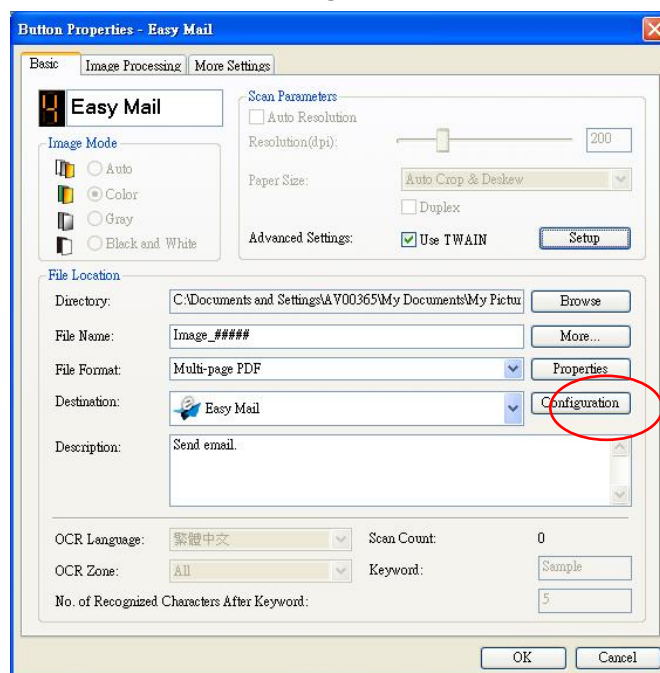 Button Properties - Easy Mail
Basic Image Processing More Settings
4 Easy Mail
Scan Parameters
Auto Resolution
Resolution(dpi): 200
Image Mode
Auto
Color
Gray
Black and White
Paper Size: Auto Crop & Deskew
Duplex
Advanced Settings: Use TWAIN Setup
File Location
Directory: C:\Documents and Settings\AV00365\My Documents\My Pictu Browse
File Name: Image_##### More...
File Format: Multi-page PDF Properties
Destination: Easy Mail Configuration
Description: Send email.
OCR Language: 繁體中文 Scan Count: 0
OCR Zone: All Keyword: Sample
No. of Recognized Characters After Keyword: 5
OK Cancel